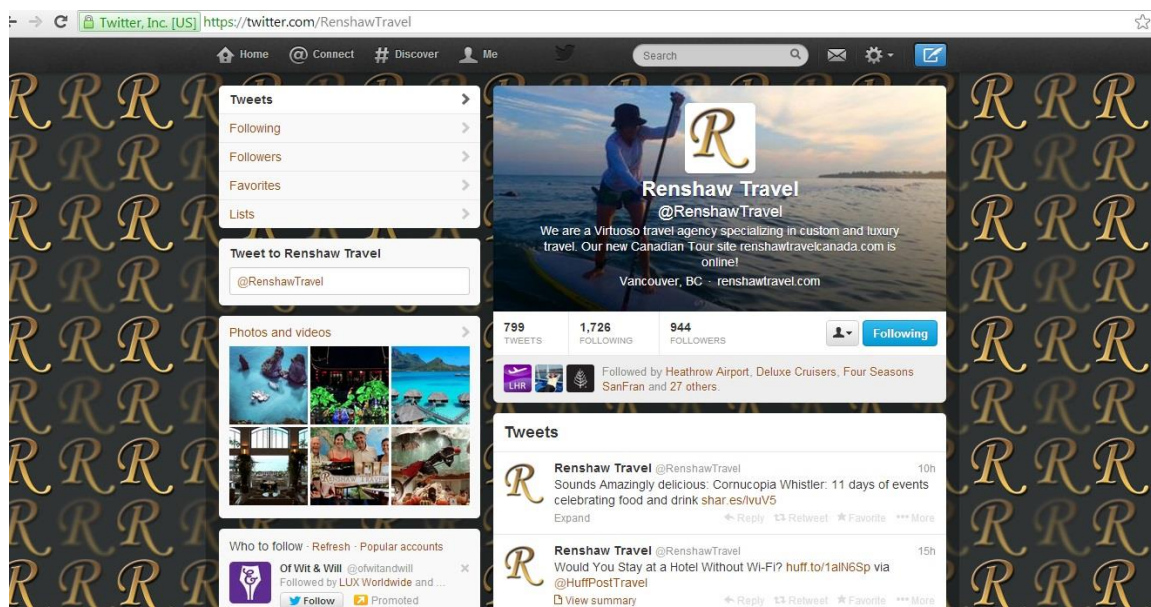 Twitter, Inc. [US] https://twitter.com/RenshawTravel
Home @ Connect # Discover Me
Search
Tweets
Following
Followers
Favorites
Lists
Tweet to Renshaw Travel
@RenshawTravel
Photos and videos
RENSHAW TRAVEL
Who to follow · Refresh · Popular accounts
Of Wit & Will @ofwitandwill
Followed by LUX Worldwide and ...
Follow Promoted
R
Renshaw Travel
@RenshawTravel
We are a Virtuoso travel agency specializing in custom and luxury
travel. Our new Canadian Tour site renshawtravelcanada.com is
online!
Vancouver, BC · renshawtravel.com
799 1,726 944
TWEETS FOLLOWING FOLLOWERS
Following
LHR
Followed by Heathrow Airport, Deluxe Cruisers, Four Seasons
SanFran and 27 others.
Tweets
R
Renshaw Travel @RenshawTravel 10h
Sounds Amazingly delicious: Cornucopia Whistler: 11 days of events
celebrating food and drink shar.es/IvuV5
Expand Reply Retweet Favorite More
R
Renshaw Travel @RenshawTravel 15h
Would You Stay at a Hotel Without Wi-Fi? huff.to/1alN6Sp via
@HuffPostTravel
View summary Reply Retweet Favorite More